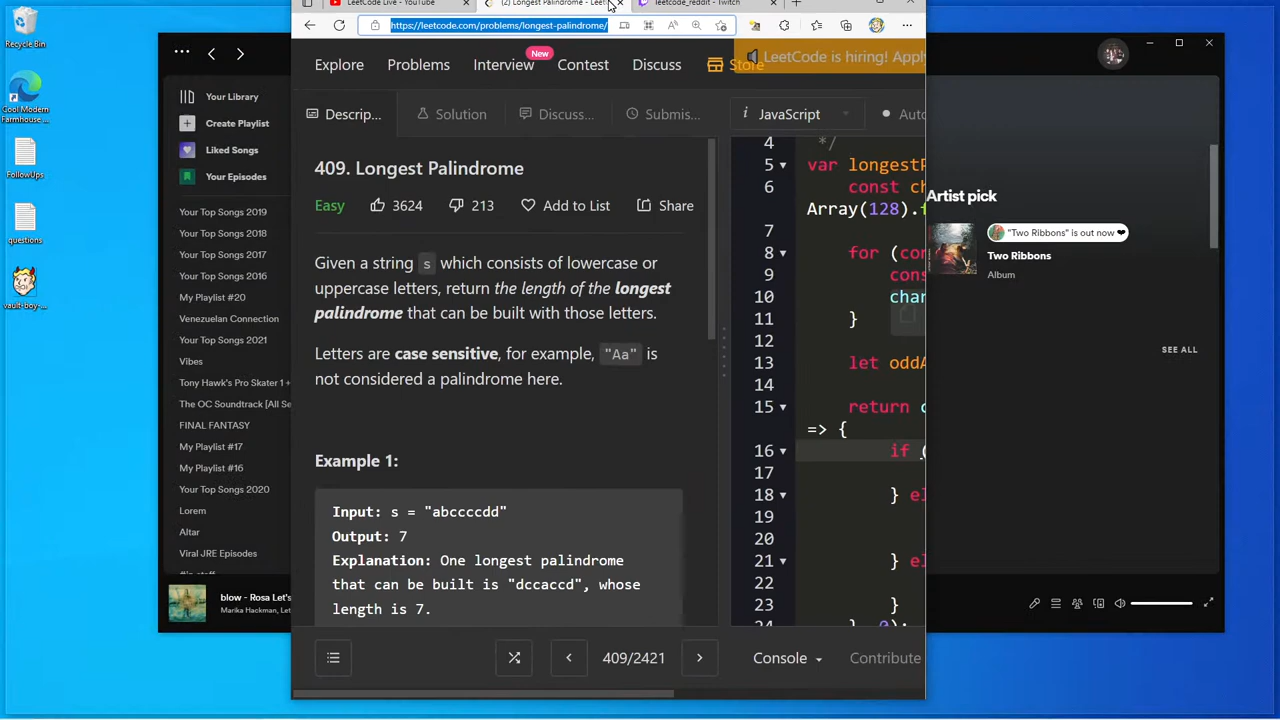 LeetCode Live - YouTube
(2) Longest Palindrome - Leet
leetcode_reddit - Twitch
https://leetcode.com/problems/longest-palindrome/
Recycle Bin
Cool Modern
Farmhouse ...
FollowUps
questions
vault-boy-...
Your Library
Create Playlist
Liked Songs
Your Episodes
Your Top Songs 2019
Your Top Songs 2018
Your Top Songs 2017
Your Top Songs 2016
My Playlist #20
Venezuelan Connection
Your Top Songs 2021
Vibes
Tony Hawk's Pro Skater 1 +
The OC Soundtrack [All Se
FINAL FANTASY
My Playlist #17
My Playlist #16
Your Top Songs 2020
Lorem
Altar
Viral JRE Episodes
blow - Rosa Let's
Marika Hackman, Let
Explore
Problems
Interview
New
Contest
Discuss
Store
LeetCode is hiring! Apply
Descrip...
Solution
Discuss...
Submis...
i JavaScript
Auto
409. Longest Palindrome
Easy
3624
213
Add to List
Share
Given a string s which consists of lowercase or
uppercase letters, return the length of the longest
palindrome that can be built with those letters.
Letters are case sensitive, for example, "Aa" is
not considered a palindrome here.
Example 1:
Input: s = "abccccdd"
Output: 7
Explanation: One longest palindrome
that can be built is "dccaccd", whose
length is 7.
4 */
5 var longestP
6 const ch
Array(128).f
7
8 for (con
9 cons
10 char
11 }
12
13 let oddA
14
15 return c
=> {
16 if (
17
18 } el
19
20
21 } el
22
23 }
24 }, 0);
409/2421
Console
Contribute
Artist pick
"Two Ribbons" is out now ❤
Two Ribbons
Album
SEE ALL